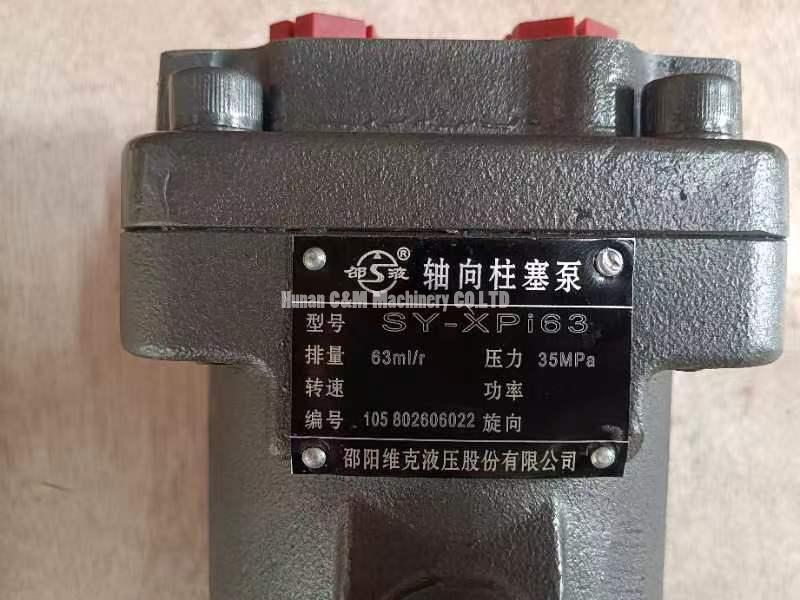 邵液® 轴向柱塞泵
Hunan C&M Machinery CO.LTD
型号 SY-XPi63
排量 63ml/r 压力 35MPa
转速 功率
编号 105 802606022 旋向
邵阳维克液压股份有限公司